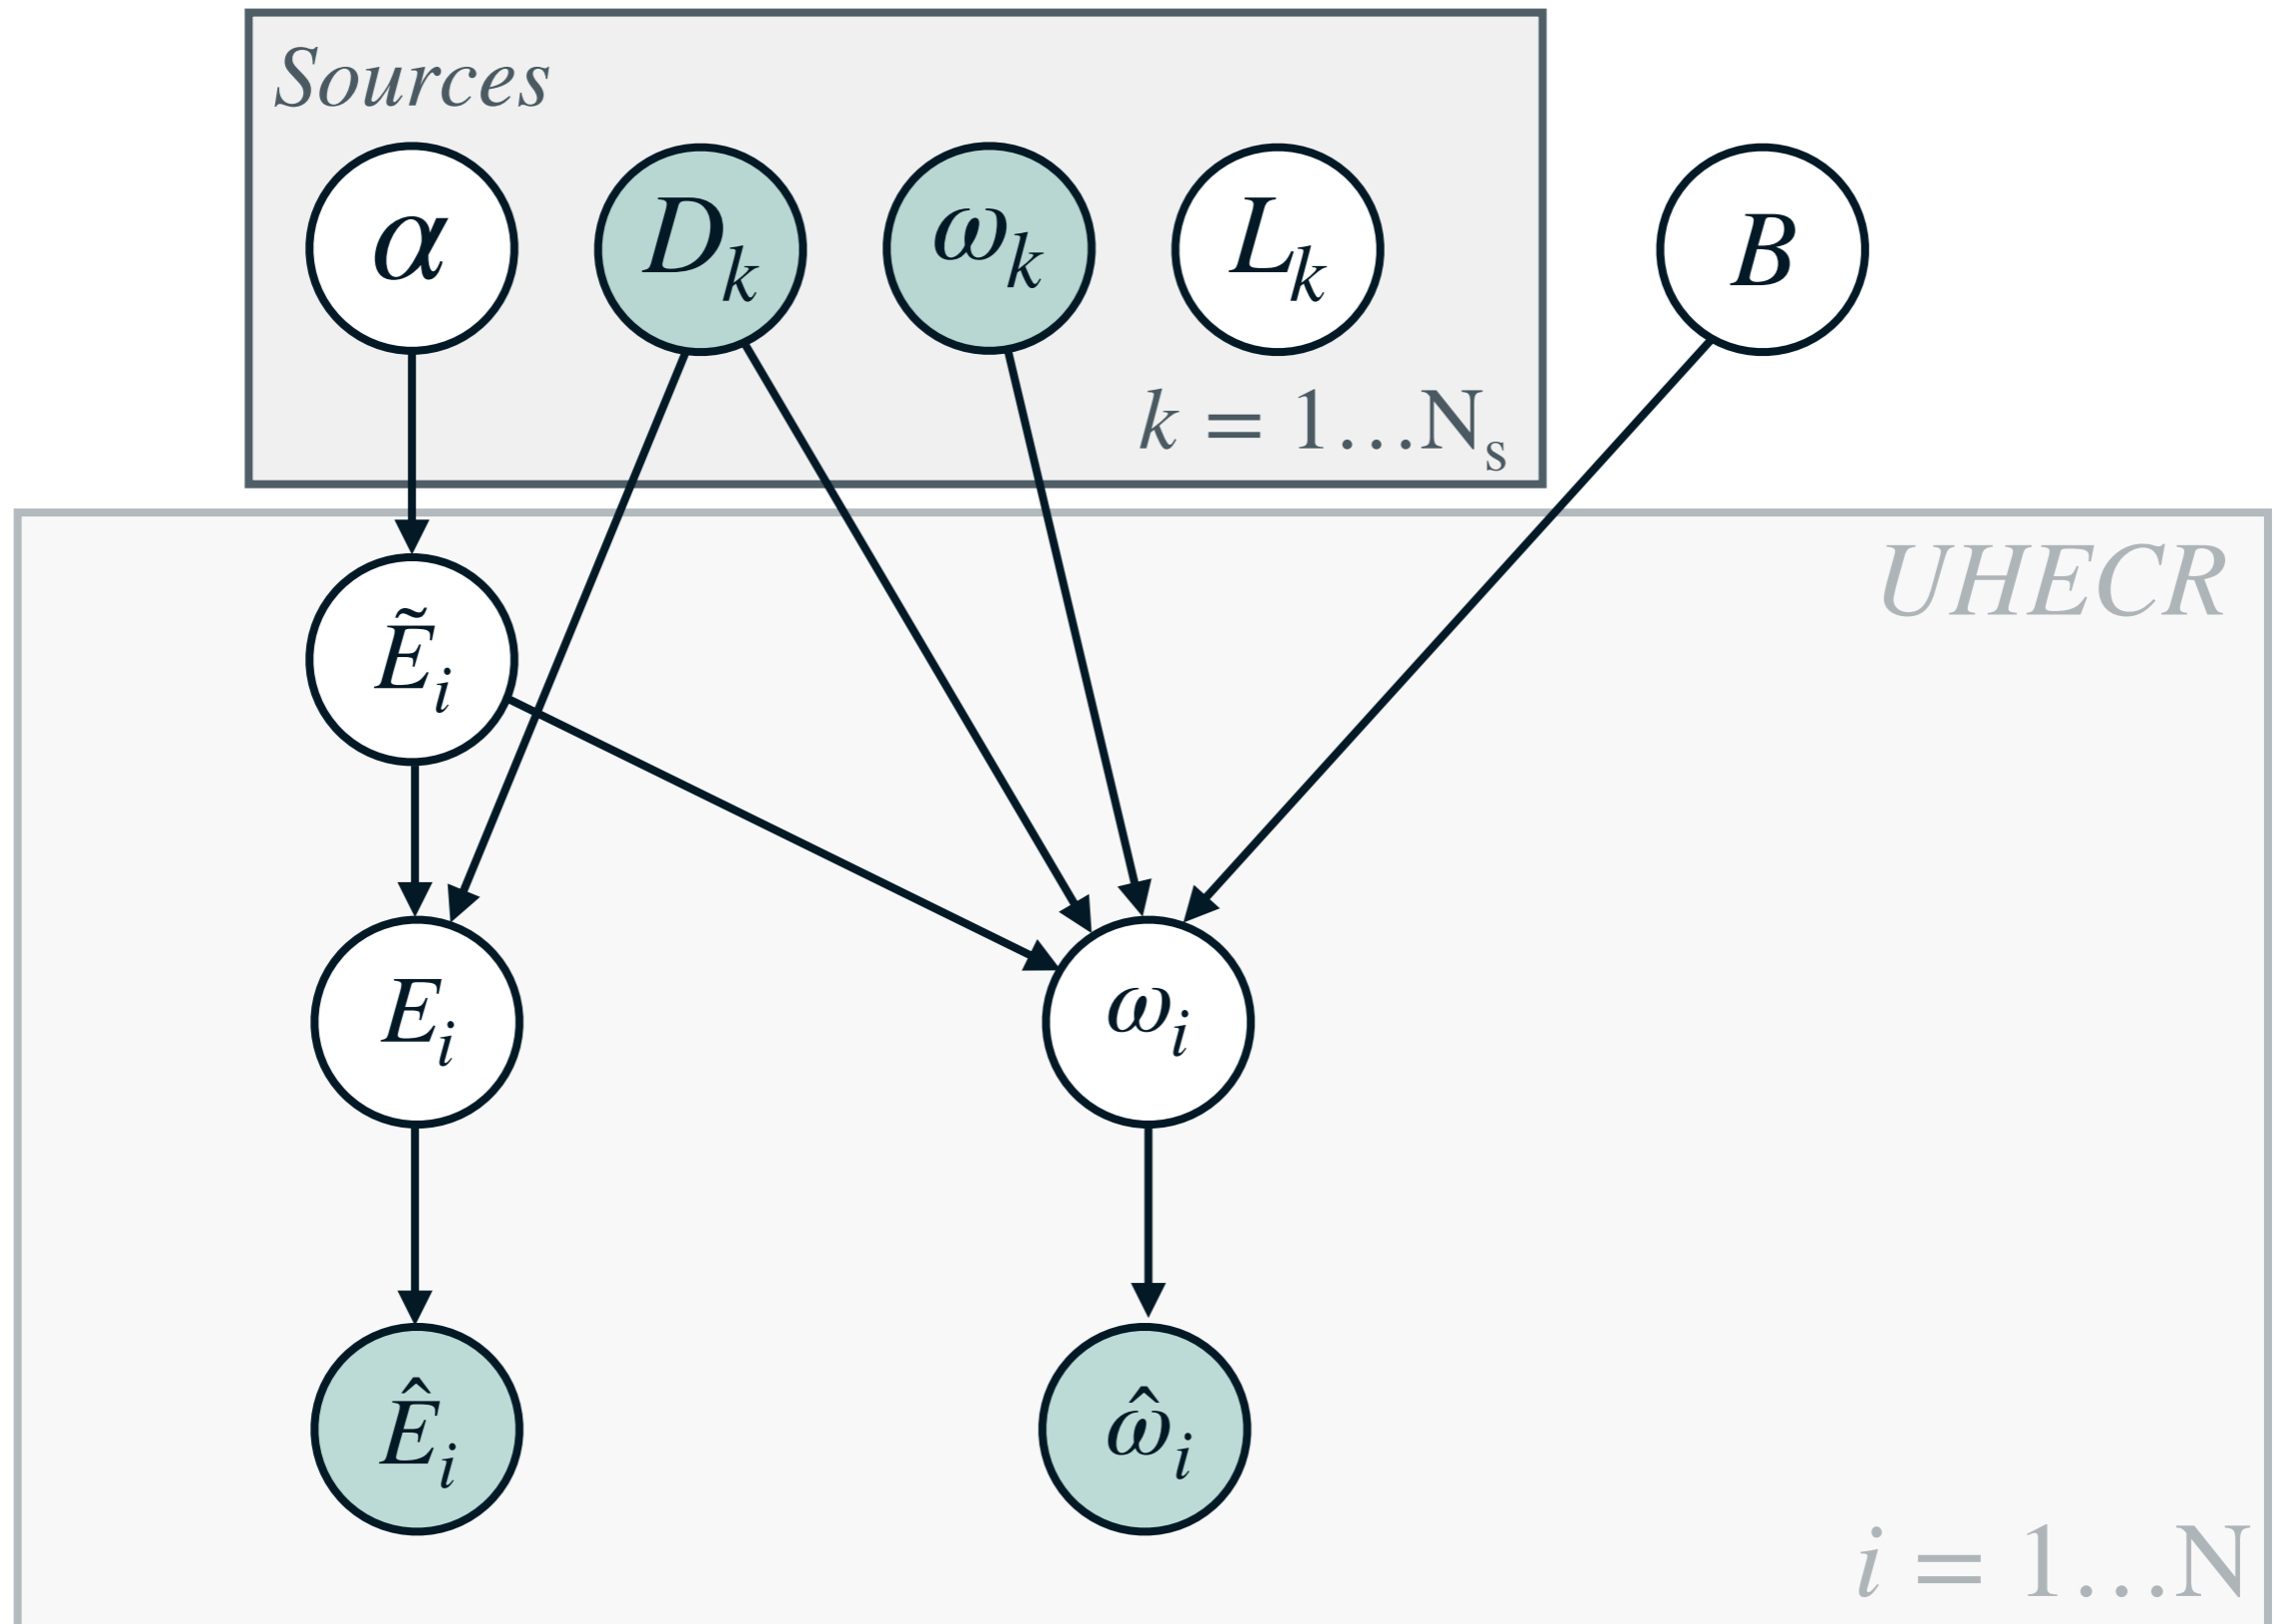 Sources
α D_k ω_k L_k B
k = 1...N_s
UHECR
Ẽ_i
E_i ω_i
Ê_i ω̂_i
i = 1...N